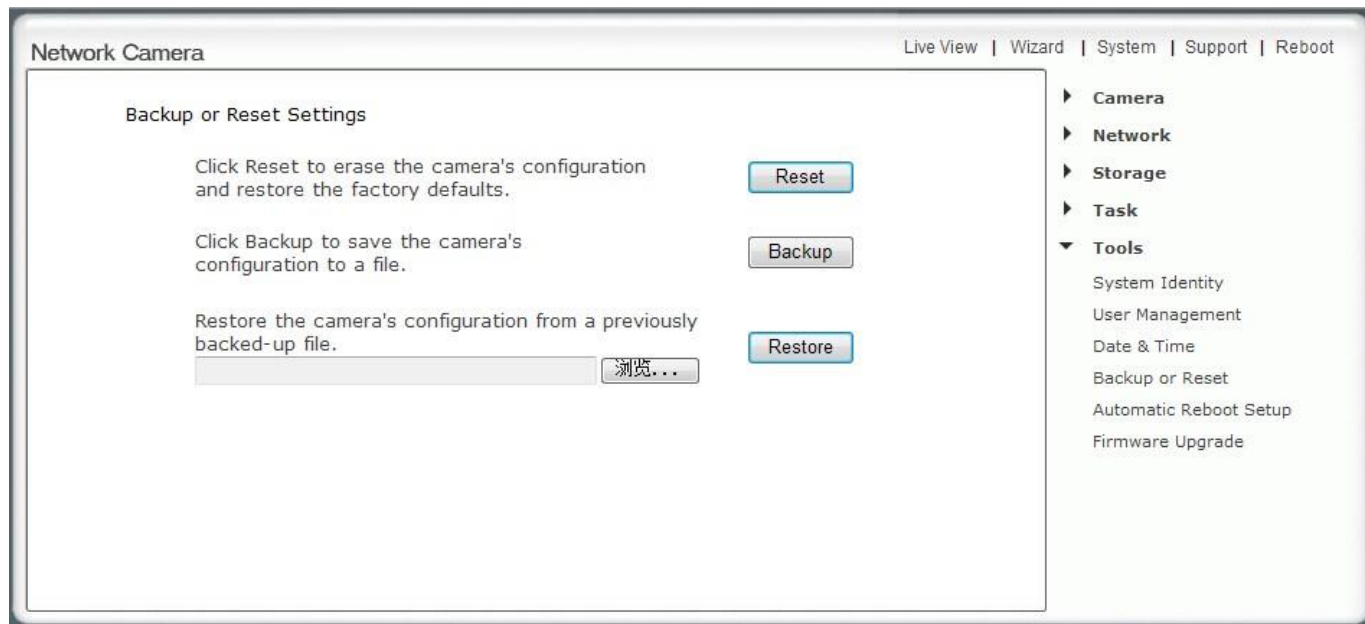 Network Camera
Live View | Wizard | System | Support | Reboot
Backup or Reset Settings
Click Reset to erase the camera's configuration
and restore the factory defaults.
Reset
Click Backup to save the camera's
configuration to a file.
Backup
Restore the camera's configuration from a previously
backed-up file.
浏览...
Restore
Camera
Network
Storage
Task
Tools
System Identity
User Management
Date & Time
Backup or Reset
Automatic Reboot Setup
Firmware Upgrade